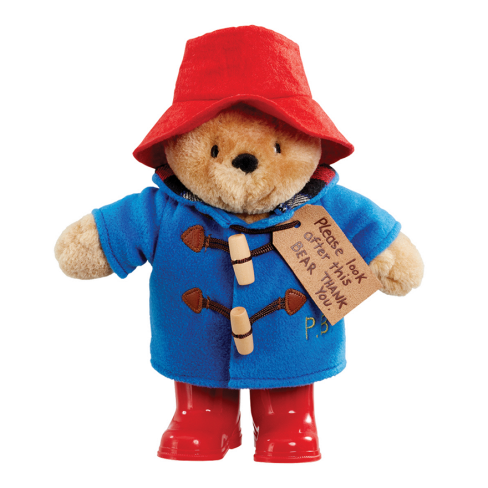 Please look
after this
BEAR THANK
YOU.
P.B